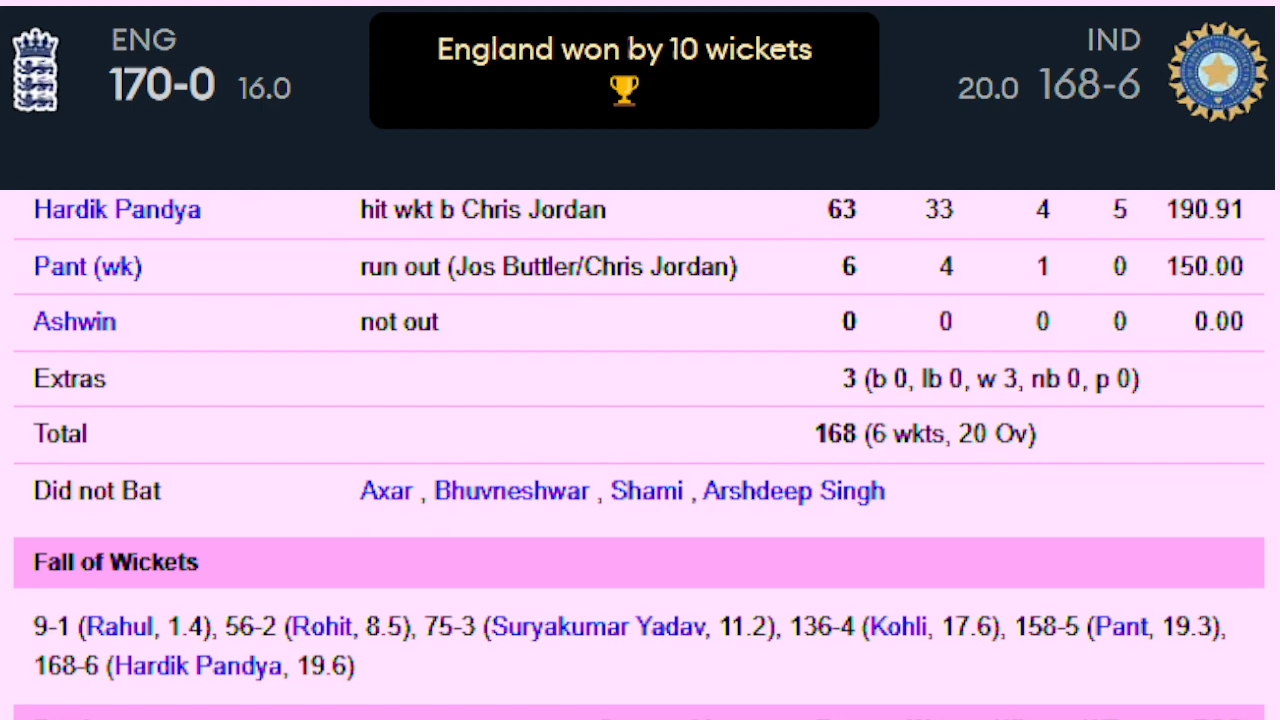 ENG
170-0 16.0
England won by 10 wickets
IND
20.0 168-6
Hardik Pandya hit wkt b Chris Jordan 63 33 4 5 190.91
Pant (wk) run out (Jos Buttler/Chris Jordan) 6 4 1 0 150.00
Ashwin not out 0 0 0 0 0.00
Extras 3 (b 0, lb 0, w 3, nb 0, p 0)
Total 168 (6 wkts, 20 Ov)
Did not Bat Axar , Bhuvneshwar , Shami , Arshdeep Singh
Fall of Wickets
9-1 (Rahul, 1.4), 56-2 (Rohit, 8.5), 75-3 (Suryakumar Yadav, 11.2), 136-4 (Kohli, 17.6), 158-5 (Pant, 19.3),
168-6 (Hardik Pandya, 19.6)